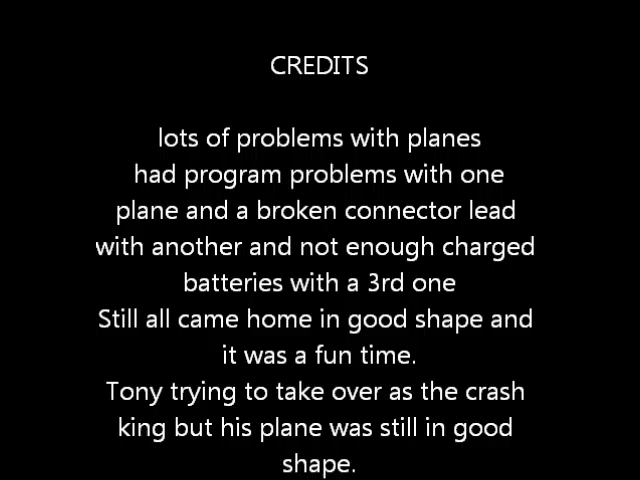 CREDITS
lots of problems with planes
had program problems with one
plane and a broken connector lead
with another and not enough charged
batteries with a 3rd one
Still all came home in good shape and
it was a fun time.
Tony trying to take over as the crash
king but his plane was still in good
shape.